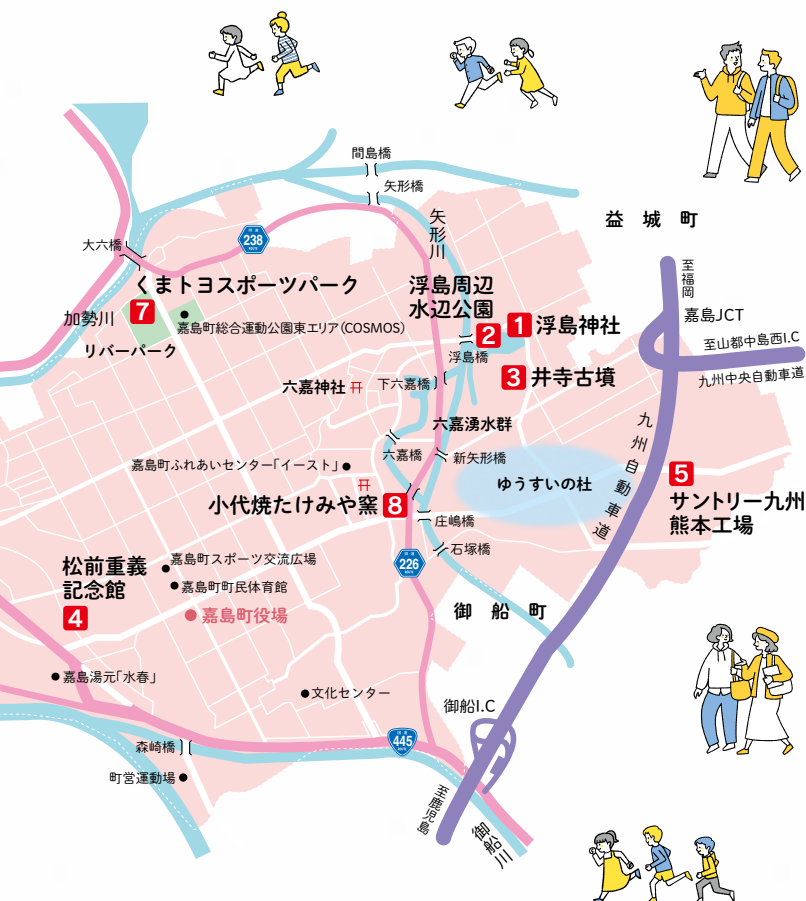 間島橋
矢形橋
矢形川
益城町
238
大六橋
くまトヨスポーツパーク
7
加勢川
嘉島町総合運動公園東エリア(COSMOS)
リバーパーク
浮島周辺
水辺公園
2
1 浮島神社
浮島橋
3 井寺古墳
至福岡
嘉島JCT
至山都中島西I.C
九州中央自動車道
六嘉神社
下六嘉橋
六嘉湧水群
六嘉橋
新矢形橋
九州自動車道
嘉島町ふれあいセンター「イースト」
ゆうすいの杜
5
サントリー九州
熊本工場
小代焼たけみや窯 8
庄嶋橋
石塚橋
226
松前重義
記念館
4
嘉島町スポーツ交流広場
嘉島町町民体育館
嘉島町役場
御船町
嘉島湯元「水春」
文化センター
御船I.C
445
森崎橋
町営運動場
至鹿児島
御船川